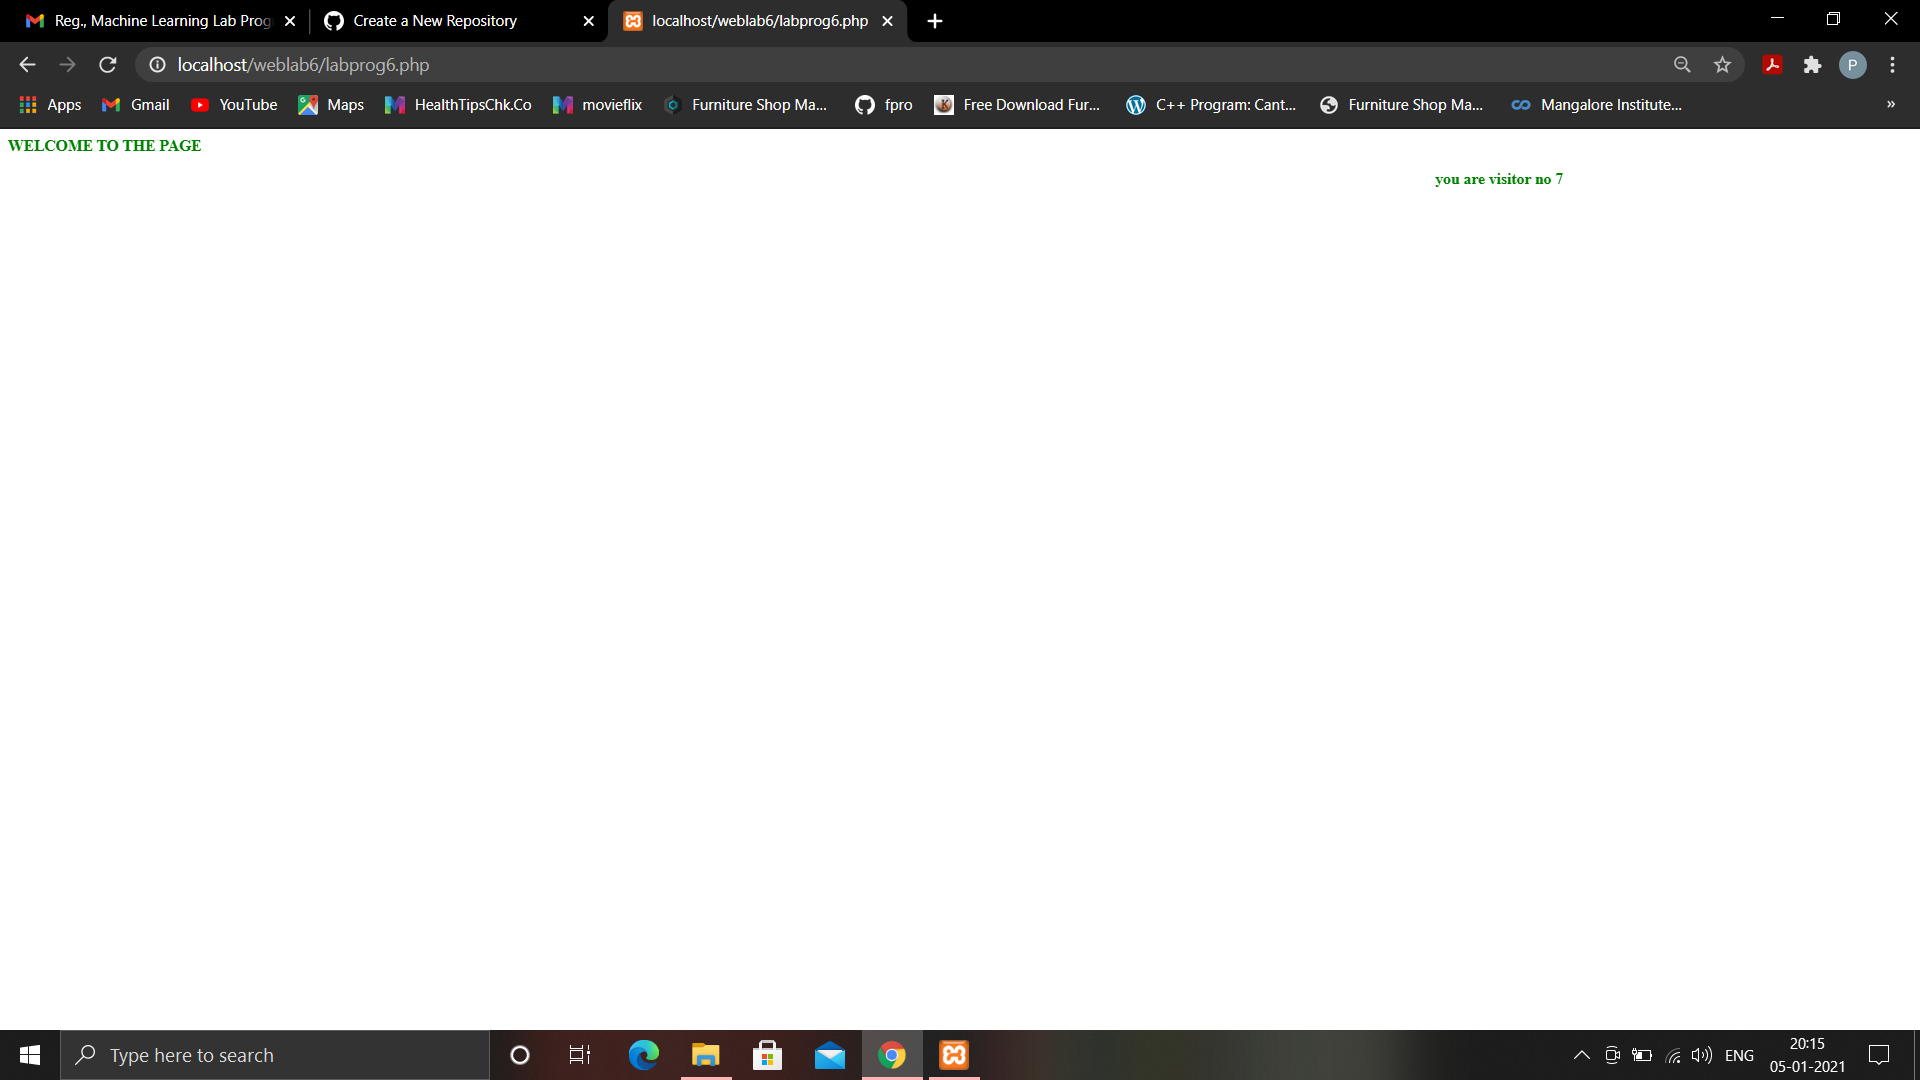 Reg., Machine Learning Lab Prog
Create a New Repository
localhost/weblab6/labprog6.php
localhost/weblab6/labprog6.php
P
Apps
Gmail
YouTube
Maps
HealthTipsChk.Co
movieflix
Furniture Shop Ma...
fpro
Free Download Fur...
C++ Program: Cant...
Furniture Shop Ma...
Mangalore Institute...
»
WELCOME TO THE PAGE
you are visitor no 7
Type here to search
ENG
20:15
05-01-2021